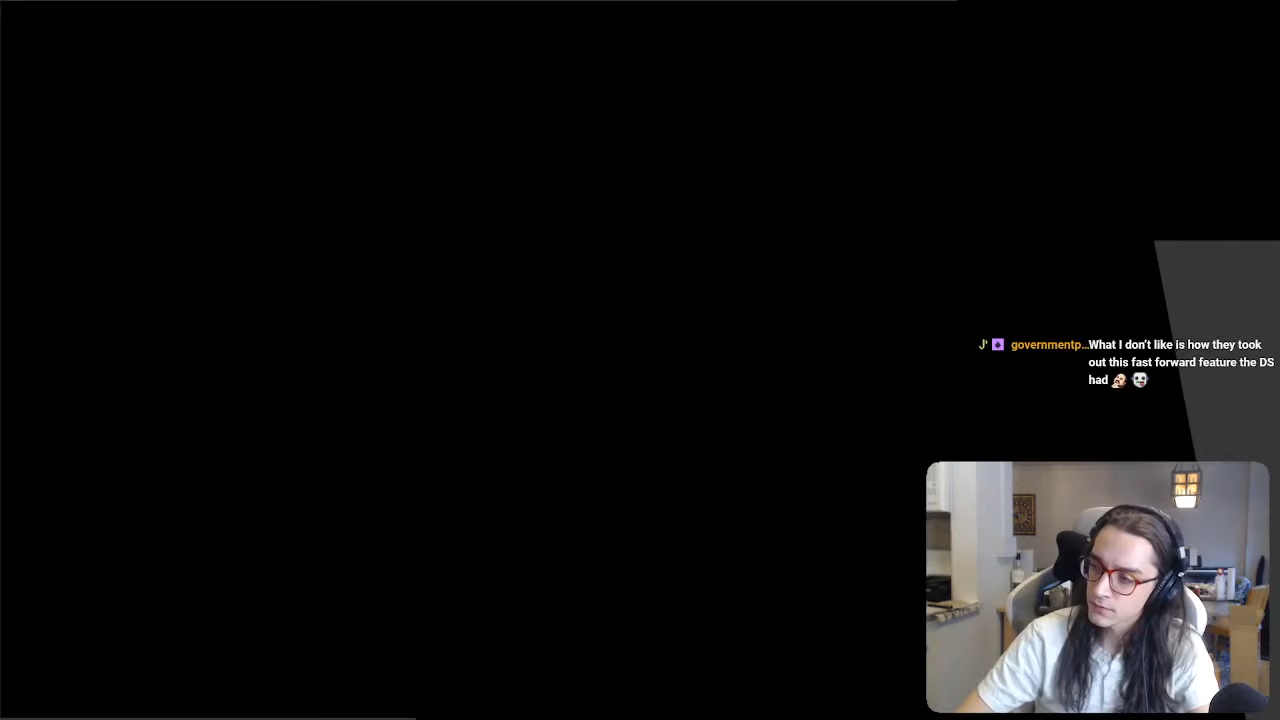 governmentp...What I don't like is how they took
out this fast forward feature the DS
had